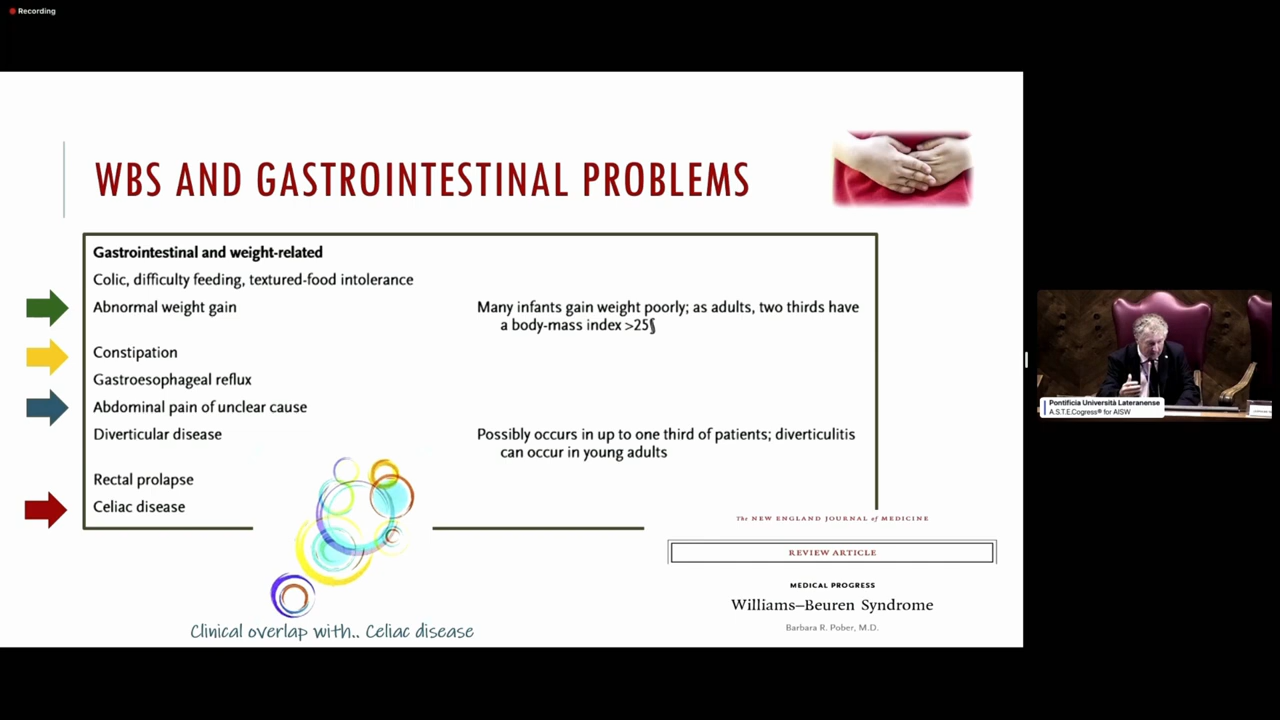 Recording
WBS AND GASTROINTESTINAL PROBLEMS
Gastrointestinal and weight-related
Colic, difficulty feeding, textured-food intolerance
Abnormal weight gain
Many infants gain weight poorly; as adults, two thirds have
a body-mass index >25§
Constipation
Gastroesophageal reflux
Abdominal pain of unclear cause
Diverticular disease
Possibly occurs in up to one third of patients; diverticulitis
can occur in young adults
Rectal prolapse
Celiac disease
The NEW ENGLAND JOURNAL of MEDICINE
REVIEW ARTICLE
MEDICAL PROGRESS
Williams–Beuren Syndrome
Barbara R. Pober, M.D.
Clinical overlap with.. Celiac disease
Pontificia Università Lateranense
A.S.T.E.Cogress® for AISW